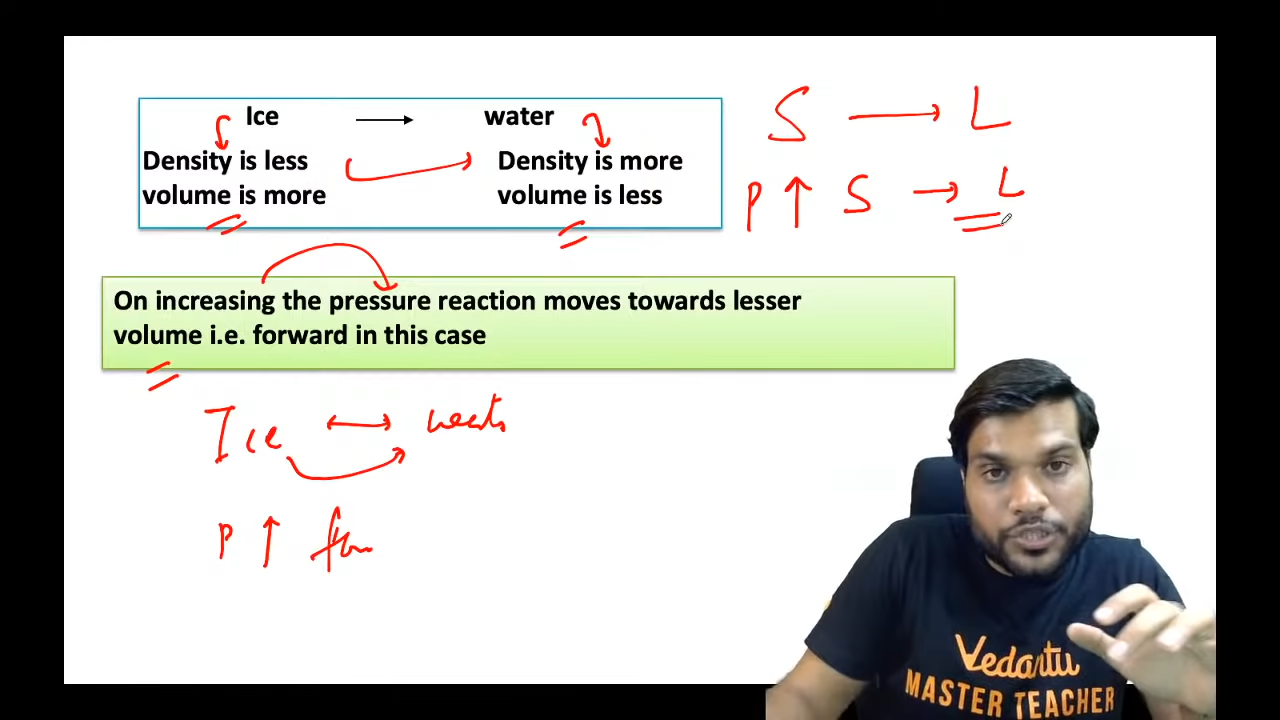 Ice → water
Density is less Density is more
volume is more volume is less
S → L
P ↑ S → L
On increasing the pressure reaction moves towards lesser
volume i.e. forward in this case
Ice ↔
P ↑
Vedantu
MASTER TEACHER